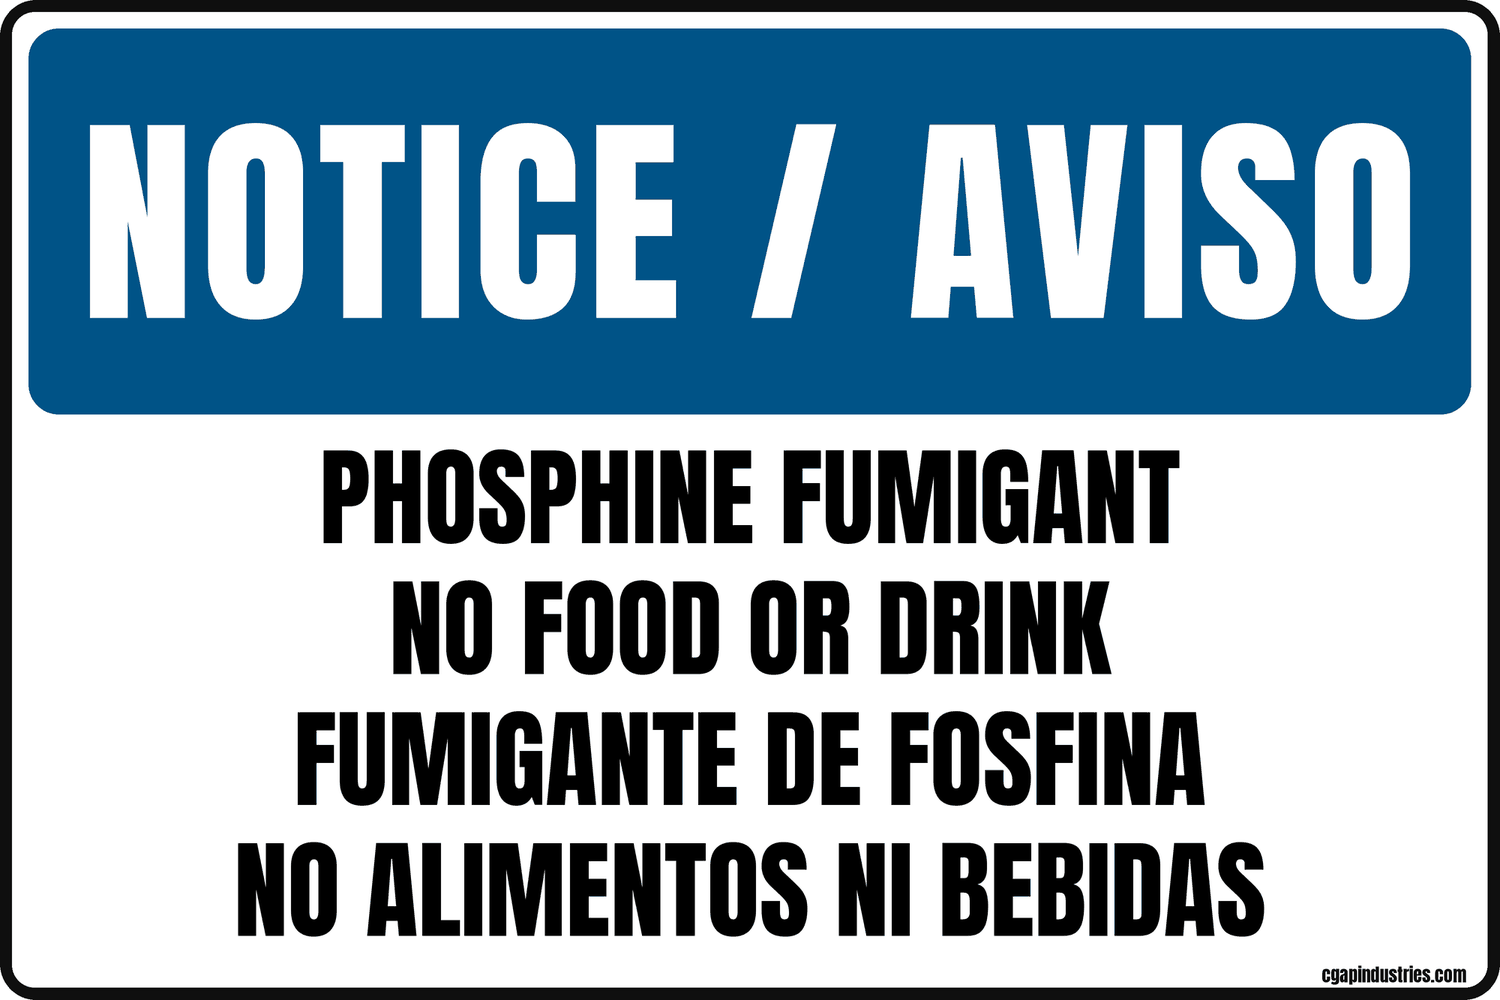 NOTICE / AVISO
PHOSPHINE FUMIGANT
NO FOOD OR DRINK
FUMIGANTE DE FOSFINA
NO ALIMENTOS NI BEBIDAS
cgapindustries.com